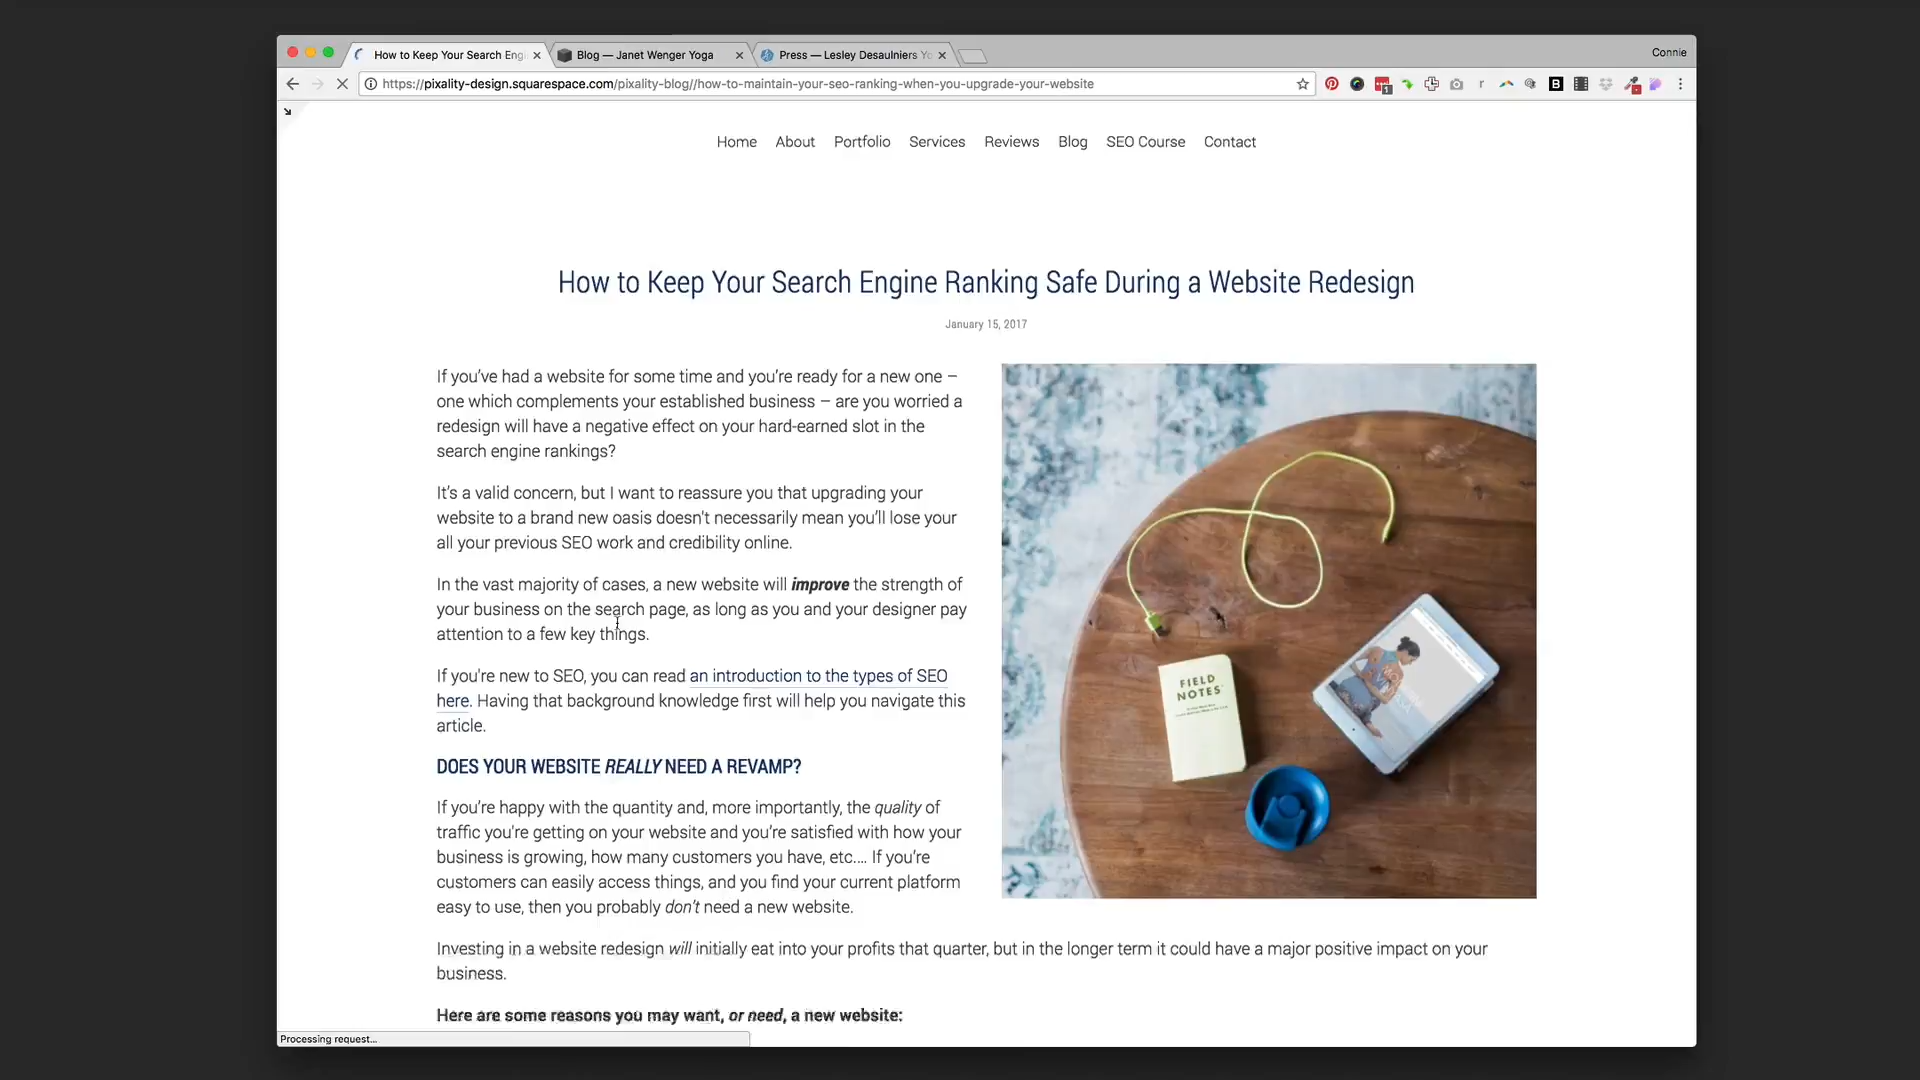 How to Keep Your Search Eng
Blog — Janet Wenger Yoga
Press — Lesley Desaulniers Yo
Connie
https://pixality-design.squarespace.com/pixality-blog//how-to-maintain-your-seo-ranking-when-you-upgrade-your-website
Home About Portfolio Services Reviews Blog SEO Course Contact
How to Keep Your Search Engine Ranking Safe During a Website Redesign
January 15, 2017
If you’ve had a website for some time and you’re ready for a new one –
one which complements your established business – are you worried a
redesign will have a negative effect on your hard-earned slot in the
search engine rankings?
It’s a valid concern, but I want to reassure you that upgrading your
website to a brand new oasis doesn't necessarily mean you’ll lose your
all your previous SEO work and credibility online.
In the vast majority of cases, a new website will improve the strength of
your business on the search page, as long as you and your designer pay
attention to a few key things.
If you're new to SEO, you can read an introduction to the types of SEO
here. Having that background knowledge first will help you navigate this
article.
DOES YOUR WEBSITE REALLY NEED A REVAMP?
If you’re happy with the quantity and, more importantly, the quality of
traffic you're getting on your website and you’re satisfied with how your
business is growing, how many customers you have, etc.... If you’re
customers can easily access things, and you find your current platform
easy to use, then you probably don’t need a new website.
Investing in a website redesign will initially eat into your profits that quarter, but in the longer term it could have a major positive impact on your
business.
Here are some reasons you may want, or need, a new website:
FIELD
NOTES
Processing request...